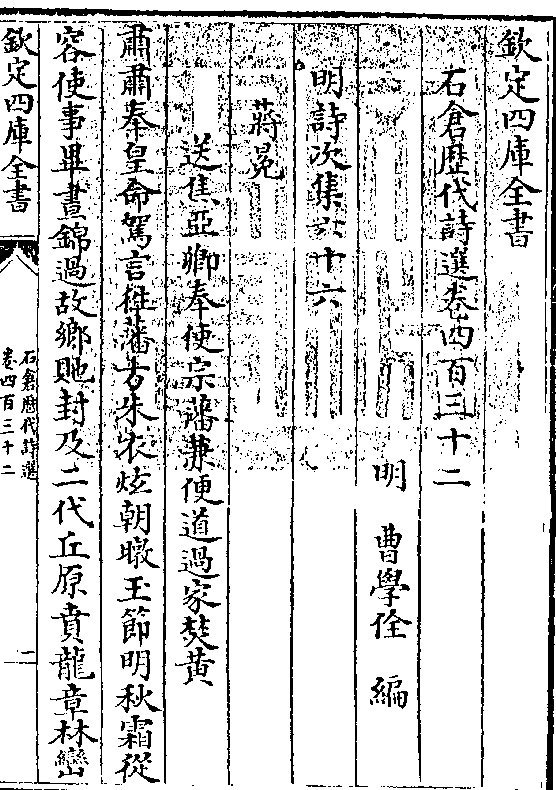 欽定四庫全書
石倉歴代詩選卷四百三十二
明 曹學佺 編
明詩次集六十六
蔣冕
送焦亞卿奉使宗藩兼便道過家焚黄
肅肅奉皇命駕言徃藩方朱衣炫朝暾玉節明秋霜從
容使事畢晝錦過故鄉貤封及二代丘原賁龍章林巒
欽定四庫全書
石倉歴代詩選
卷四百三十二